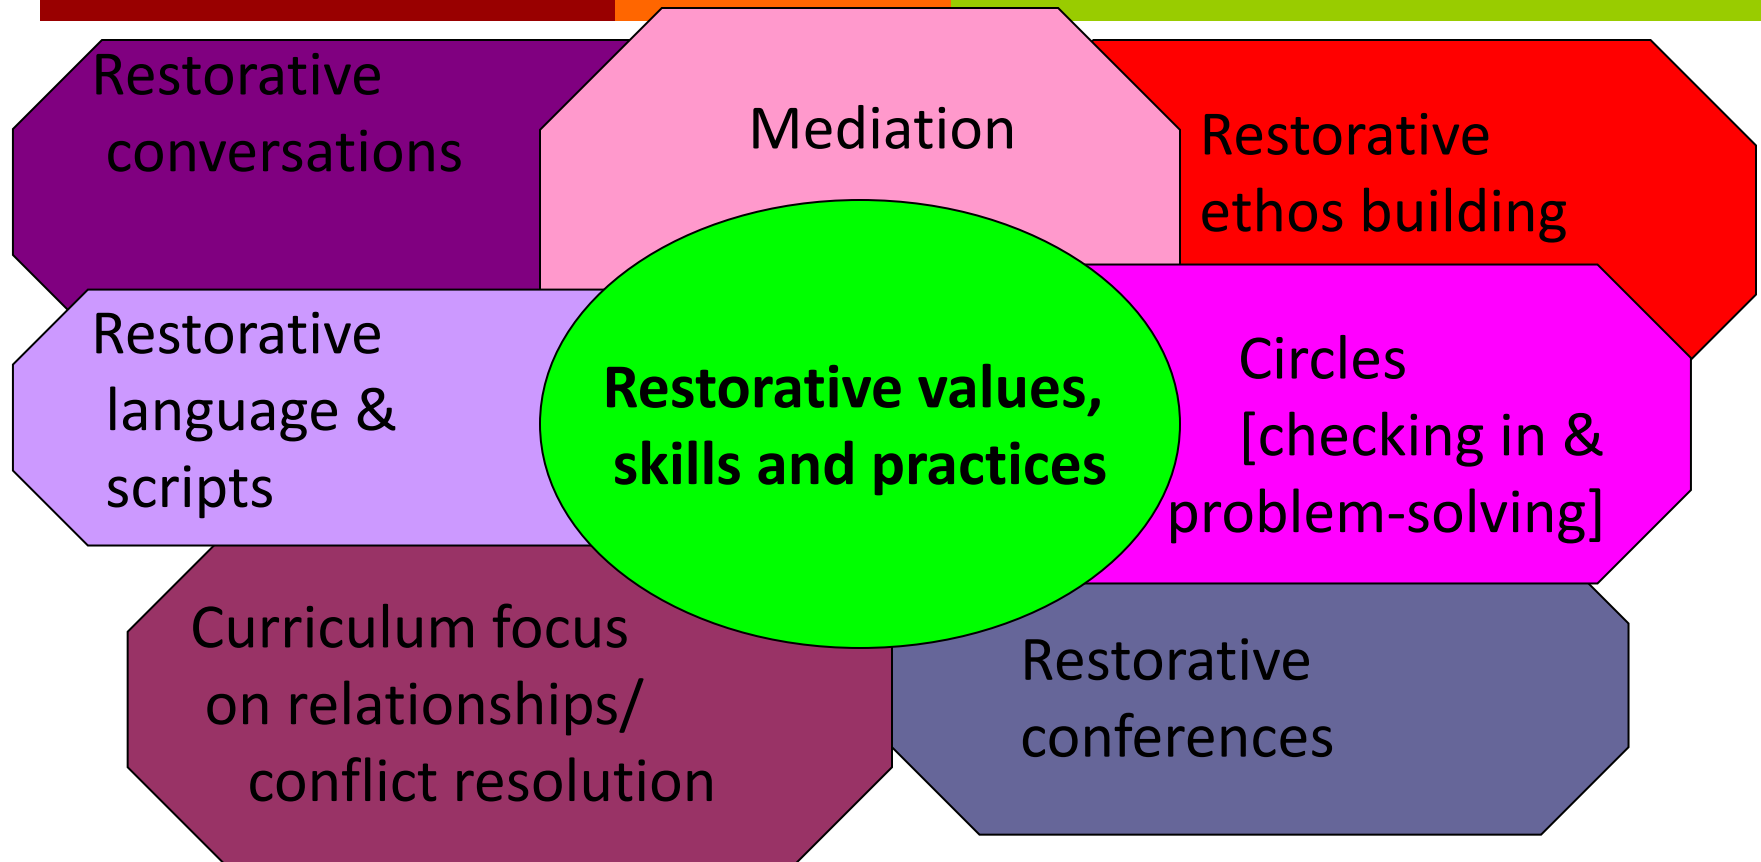 Restorative
conversations
Mediation
Restorative
ethos building
Restorative
language &
scripts
Restorative values,
skills and practices
Circles
[checking in &
problem-solving]
Curriculum focus
on relationships/
conflict resolution
Restorative
conferences